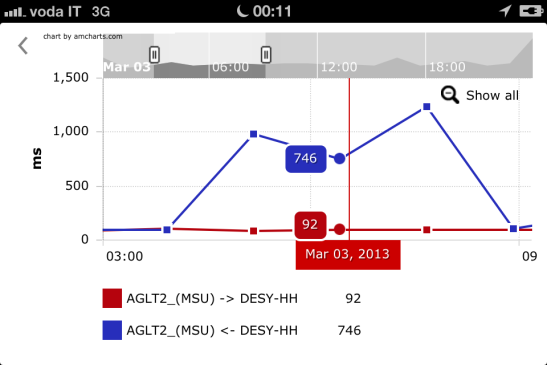 voda IT 3G 00:11
chart by amcharts.com
Mar 03 06:00 12:00 18:00
1,500
Show all
1,000
ms
746
500
92
0
03:00 Mar 03, 2013 09
AGLT2_(MSU) -> DESY-HH 92
AGLT2_(MSU) <- DESY-HH 746